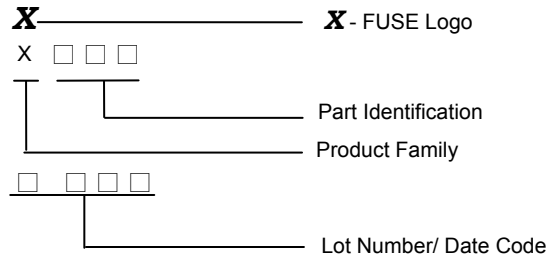 X X - FUSE Logo
X □ □ □
Part Identification
Product Family
□ □ □ □
Lot Number/ Date Code